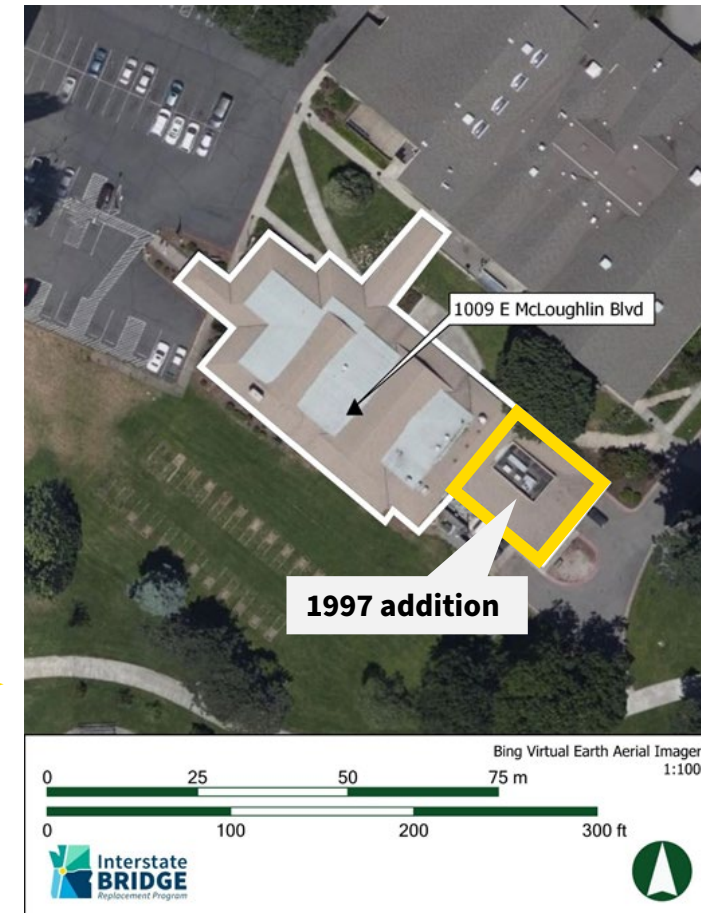 1009 E McLoughlin Blvd
1997 addition
Bing Virtual Earth Aerial Imager
1:100
0 25 50 75 m
0 100 200 300 ft
Interstate
BRIDGE
Replacement Program